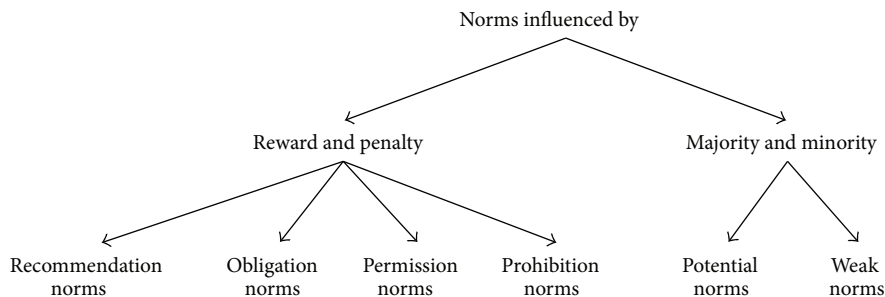 Norms influenced by
Reward and penalty
Majority and minority
Recommendation
norms
Obligation
norms
Permission
norms
Prohibition
norms
Potential
norms
Weak
norms